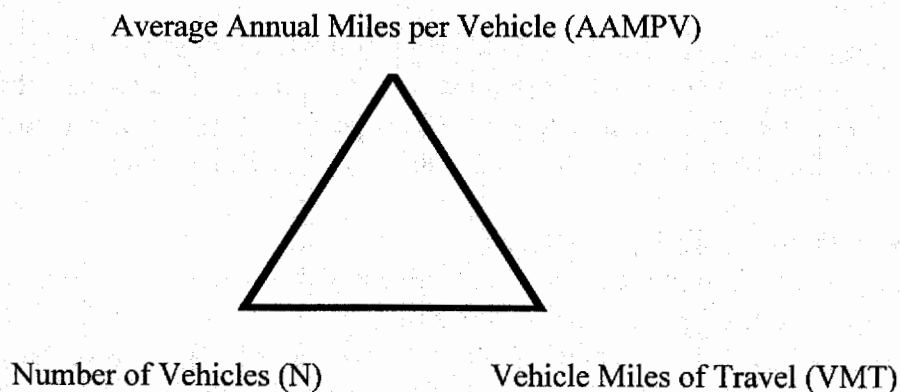 Average Annual Miles per Vehicle (AAMPV)
Number of Vehicles (N)
Vehicle Miles of Travel (VMT)